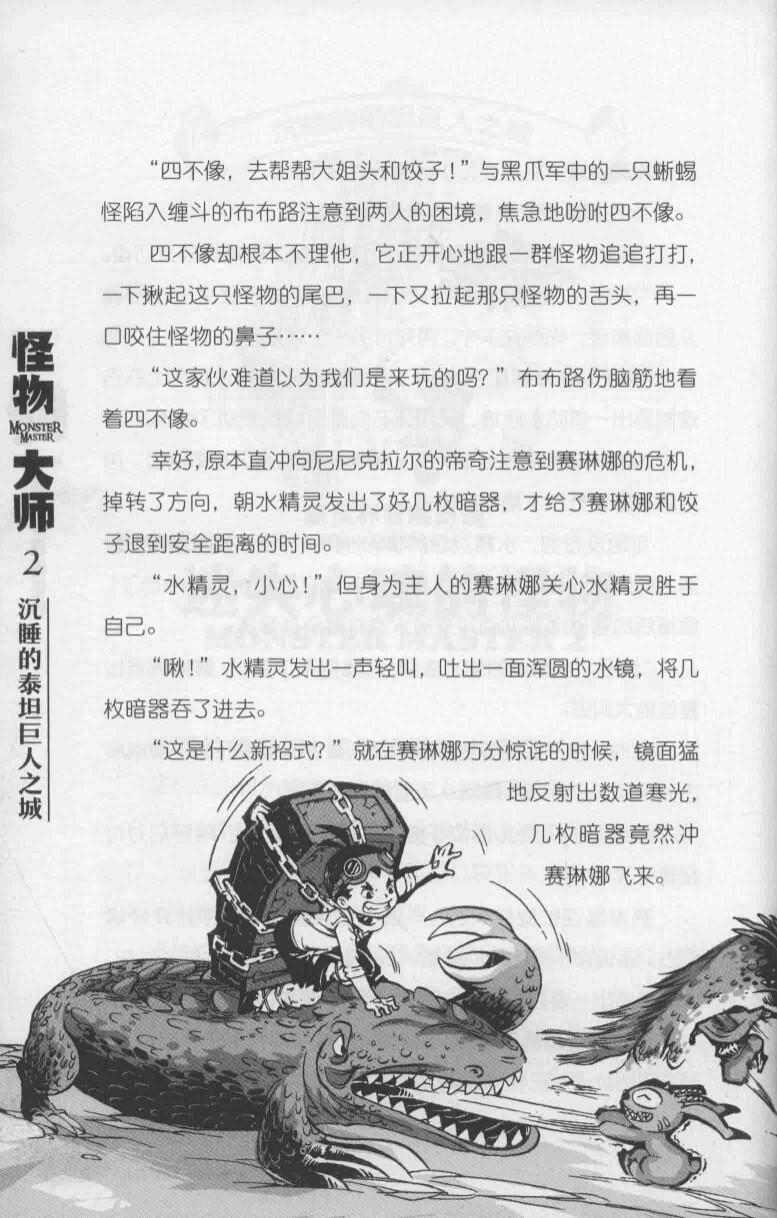 “四不像，去帮帮大姐头和饺子！”与黑爪军中的一只蜥蜴
怪陷入缠斗的布布路注意到两人的困境，焦急地吩咐四不像。
四不像却根本不理他，它正开心地跟一群怪物追追打打，
一下揪起这只怪物的尾巴，一下又拉起那只怪物的舌头，再一
口咬住怪物的鼻子……
“这家伙难道以为我们是来玩的吗？”布布路伤脑筋地看
着四不像。
幸好，原本直冲向尼尼克拉尔的帝奇注意到赛琳娜的危机，
掉转了方向，朝水精灵发出了好几枚暗器，才给了赛琳娜和饺
子退到安全距离的时间。
“水精灵，小心！”但身为主人的赛琳娜关心水精灵胜于
自己。
“啾！”水精灵发出一声轻叫，吐出一面浑圆的水镜，将几
枚暗器吞了进去。
“这是什么新招式？”就在赛琳娜万分惊诧的时候，镜面猛
地反射出数道寒光，
几枚暗器竟然冲
赛琳娜飞来。
怪物
MONSTER
MASTER
大师
2
沉睡的泰坦巨人之城